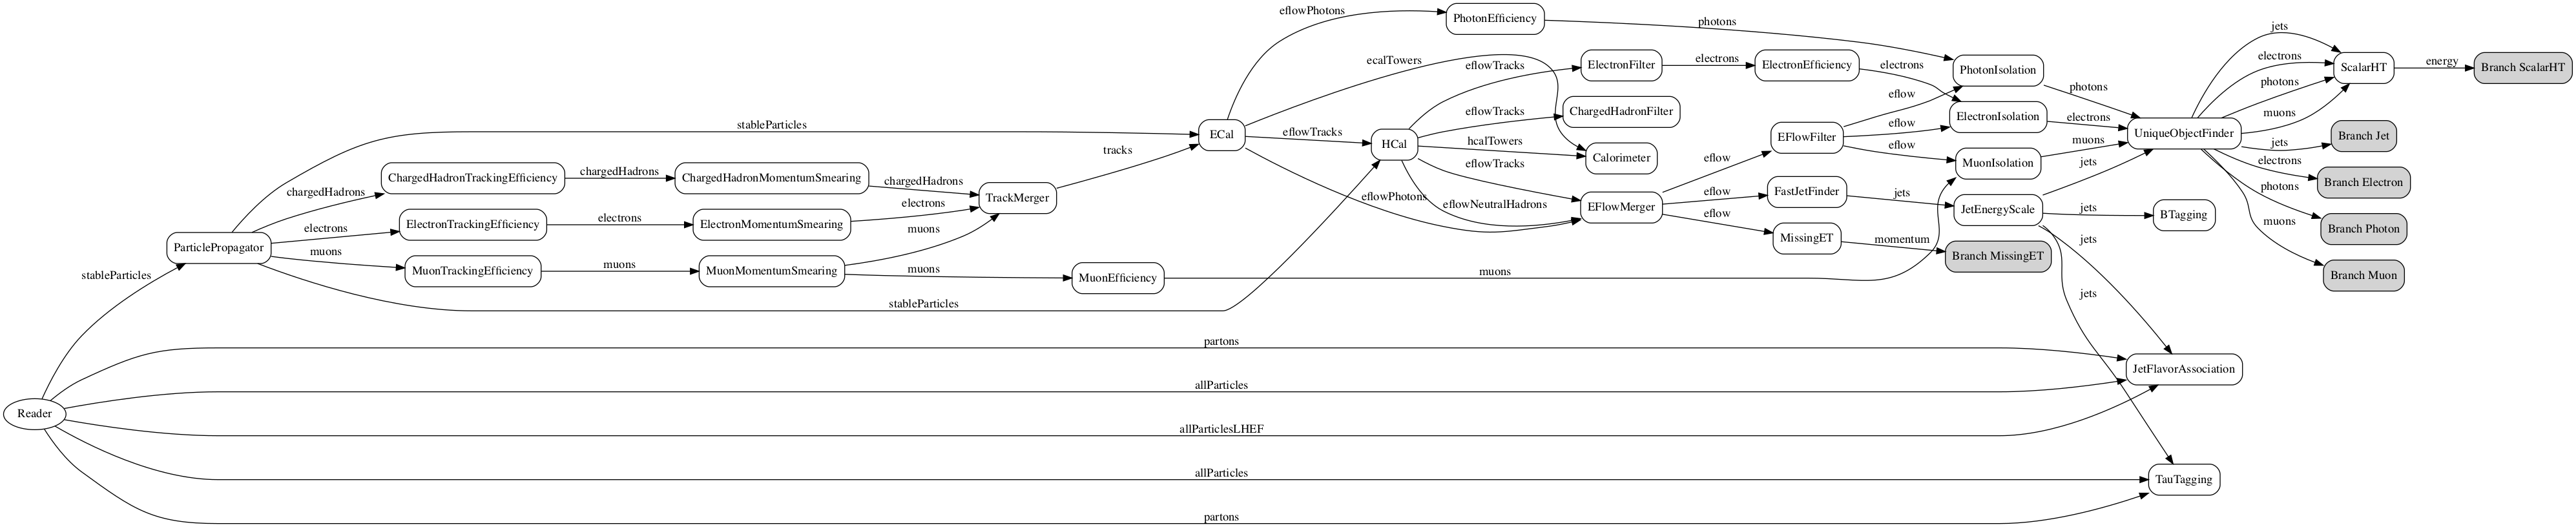 eflowPhotons
PhotonEfficiency
photons
jets
electrons
photons
muons
ScalarHT
energy
Branch ScalarHT
ecalTowers
eflowTracks
ElectronFilter
electrons
ElectronEfficiency
electrons
PhotonIsolation
photons
eflow
stableParticles
ECal
eflowTracks
eflowTracks
ChargedHadronFilter
EFlowFilter
eflow
ElectronIsolation
electrons
UniqueObjectFinder
jets
Branch Jet
tracks
HCal
hcalTowers
Calorimeter
eflow
eflow
MuonIsolation
muons
jets
electrons
Branch Electron
chargedHadrons
ChargedHadronTrackingEfficiency
chargedHadrons
ChargedHadronMomentumSmearing
chargedHadrons
TrackMerger
eflowTracks
eflowPhotons
eflowNeutralHadrons
EFlowMerger
eflow
FastJetFinder
jets
JetEnergyScale
jets
BTagging
photons
Branch Photon
ParticlePropagator
electrons
ElectronTrackingEfficiency
electrons
ElectronMomentumSmearing
electrons
eflow
MissingET
momentum
Branch MissingET
jets
muons
Branch Muon
muons
MuonTrackingEfficiency
muons
MuonMomentumSmearing
muons
muons
MuonEfficiency
muons
jets
stableParticles
stableParticles
partons
JetFlavorAssociation
allParticles
Reader
allParticlesLHEF
allParticles
TauTagging
partons